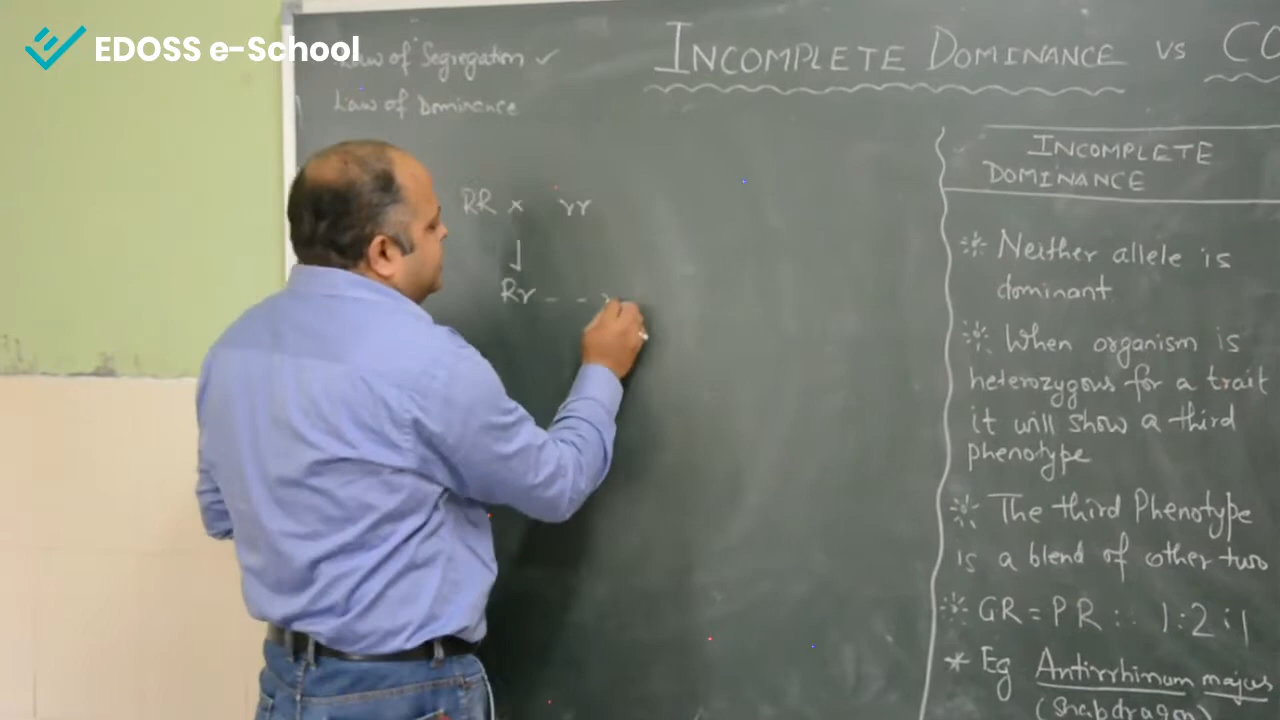 EDOSS e-School
Law of Segregation ✓
Law of Dominance
INCOMPLETE DOMINANCE vs CO
RR × rr
↓
Rr - -
INCOMPLETE
DOMINANCE
Neither allele is
dominant
When organism is
heterozygous for a trait
it will show a third
phenotype
The third Phenotype
is a blend of other two
GR = PR :. 1:2:1
* Eg Antirrhinum majus
(Snapdragon)